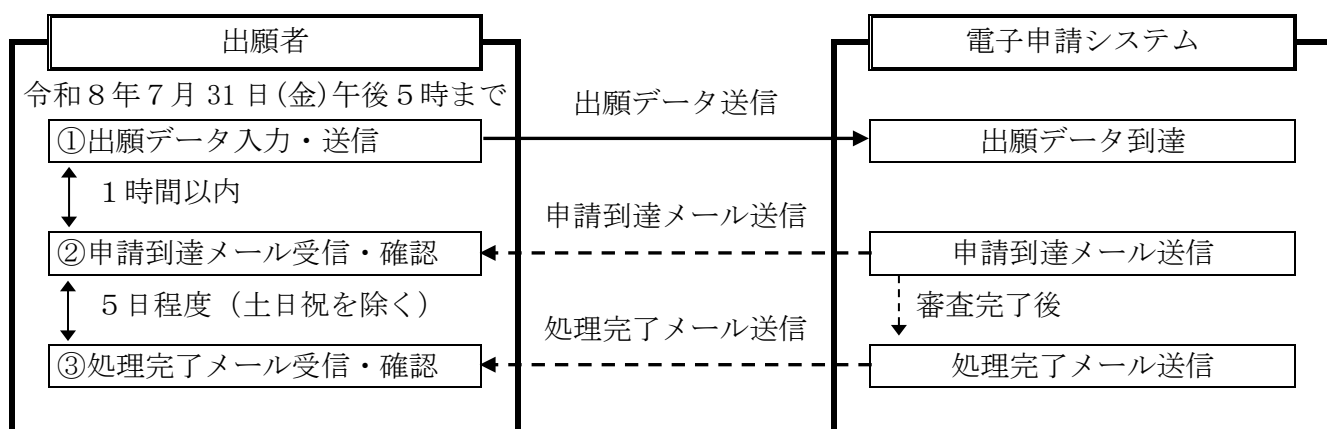 出願者
電子申請システム
令和８年７月 31 日(金)午後５時まで
出願データ送信
①出願データ入力・送信
出願データ到達
１時間以内
申請到達メール送信
②申請到達メール受信・確認
申請到達メール送信
５日程度（土日祝を除く）
審査完了後
処理完了メール送信
③処理完了メール受信・確認
処理完了メール送信